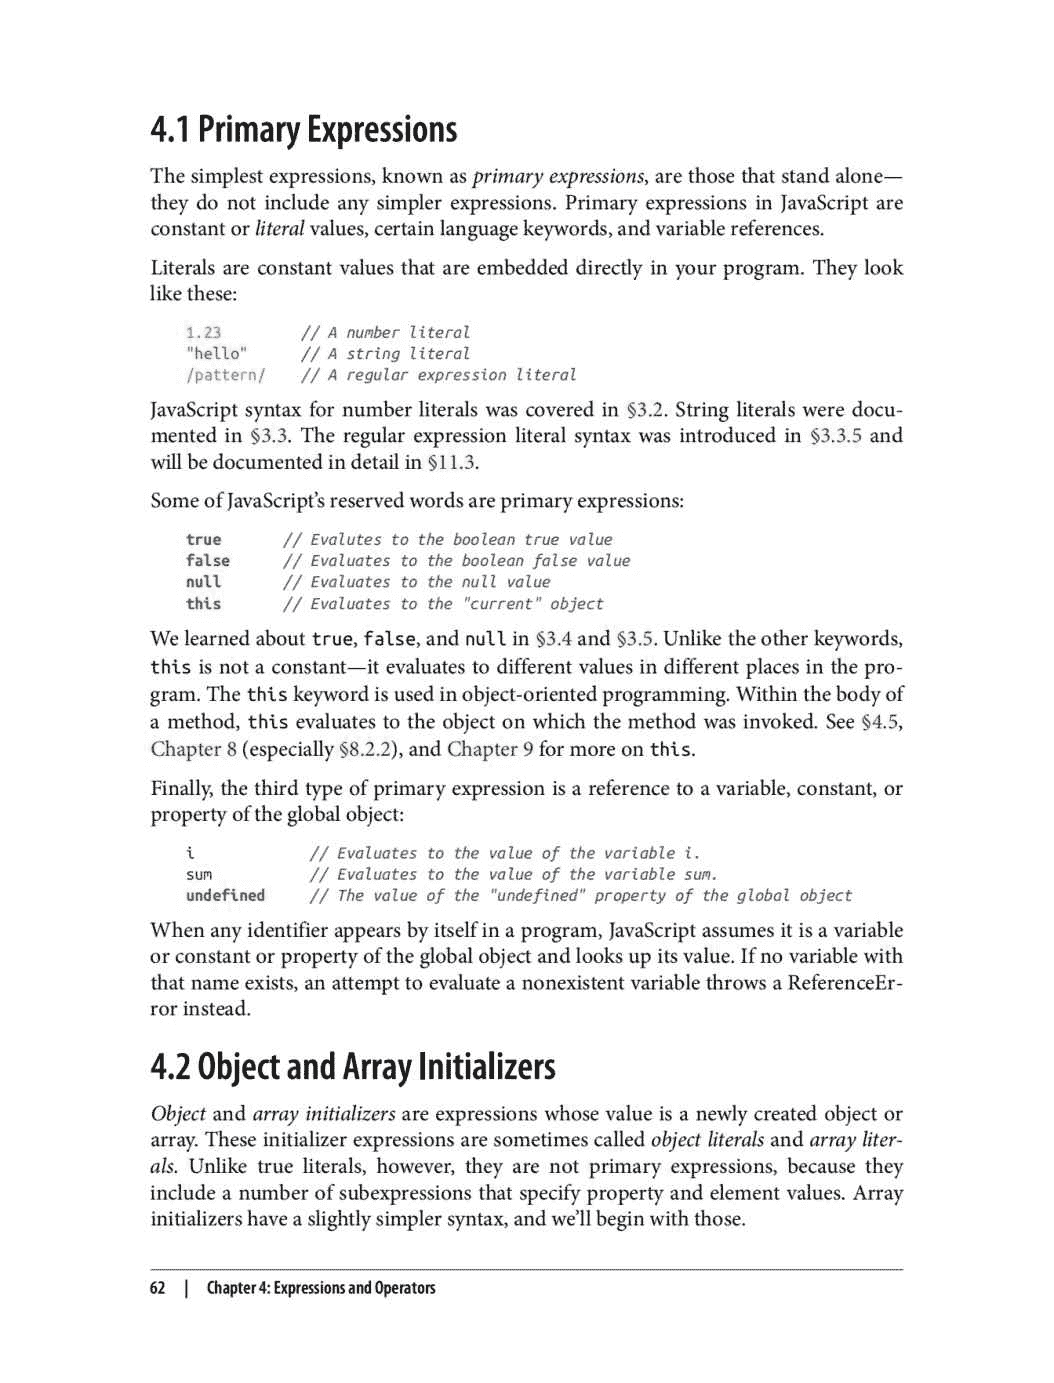 4.1 Primary Expressions
The simplest expressions, known as primary expressions, are those that stand alone—
they do not include any simpler expressions. Primary expressions in JavaScript are
constant or literal values, certain language keywords, and variable references.
Literals are constant values that are embedded directly in your program. They look
like these:
1.23 // A number literal
"hello" // A string literal
/pattern/ // A regular expression literal
JavaScript syntax for number literals was covered in §3.2. String literals were docu-
mented in §3.3. The regular expression literal syntax was introduced in §3.3.5 and
will be documented in detail in §11.3.
Some of JavaScript’s reserved words are primary expressions:
true // Evalutes to the boolean true value
false // Evaluates to the boolean false value
null // Evaluates to the null value
this // Evaluates to the "current" object
We learned about true, false, and null in §3.4 and §3.5. Unlike the other keywords,
this is not a constant—it evaluates to different values in different places in the pro-
gram. The this keyword is used in object-oriented programming. Within the body of
a method, this evaluates to the object on which the method was invoked. See §4.5,
Chapter 8 (especially §8.2.2), and Chapter 9 for more on this.
Finally, the third type of primary expression is a reference to a variable, constant, or
property of the global object:
i // Evaluates to the value of the variable i.
sum // Evaluates to the value of the variable sum.
undefined // The value of the "undefined" property of the global object
When any identifier appears by itself in a program, JavaScript assumes it is a variable
or constant or property of the global object and looks up its value. If no variable with
that name exists, an attempt to evaluate a nonexistent variable throws a ReferenceEr-
ror instead.
4.2 Object and Array Initializers
Object and array initializers are expressions whose value is a newly created object or
array. These initializer expressions are sometimes called object literals and array liter-
als. Unlike true literals, however, they are not primary expressions, because they
include a number of subexpressions that specify property and element values. Array
initializers have a slightly simpler syntax, and we’ll begin with those.
62 | Chapter 4: Expressions and Operators